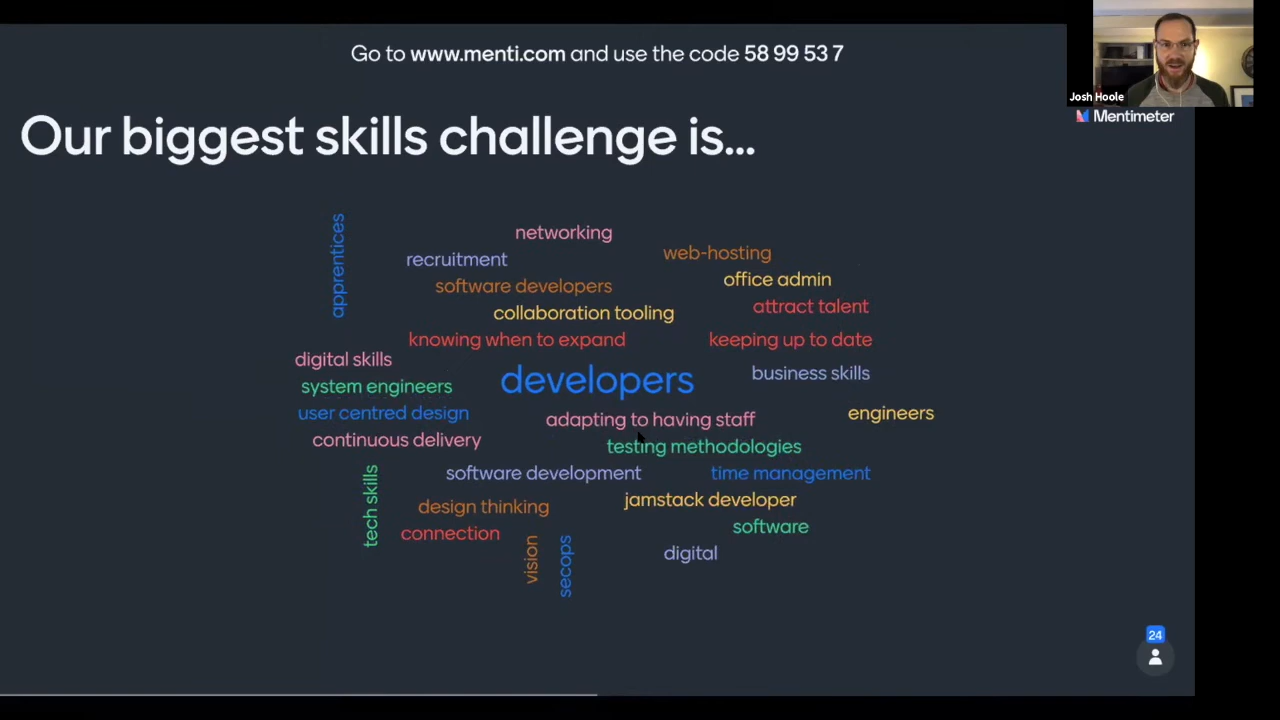 Go to www.menti.com and use the code 58 99 53 7
Josh Hoole
Mentimeter
Our biggest skills challenge is...
apprentices
networking
recruitment
web-hosting
software developers
office admin
collaboration tooling
attract talent
knowing when to expand
keeping up to date
digital skills
developers
business skills
system engineers
user centred design
adapting to having staff
engineers
continuous delivery
testing methodologies
tech skills
software development
time management
design thinking
jamstack developer
connection
software
vision
secops
digital
24